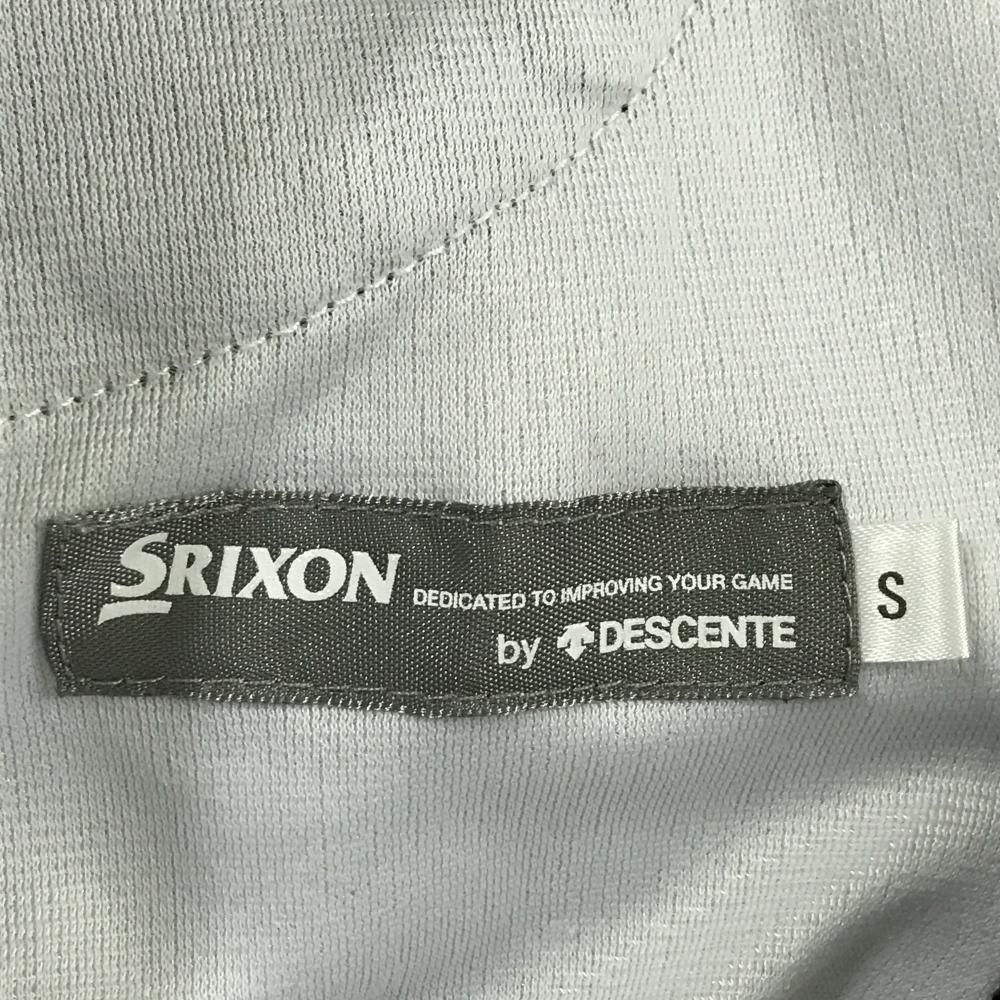 SRIXON DEDICATED TO IMPROVING YOUR GAME
by DESCENTE
S